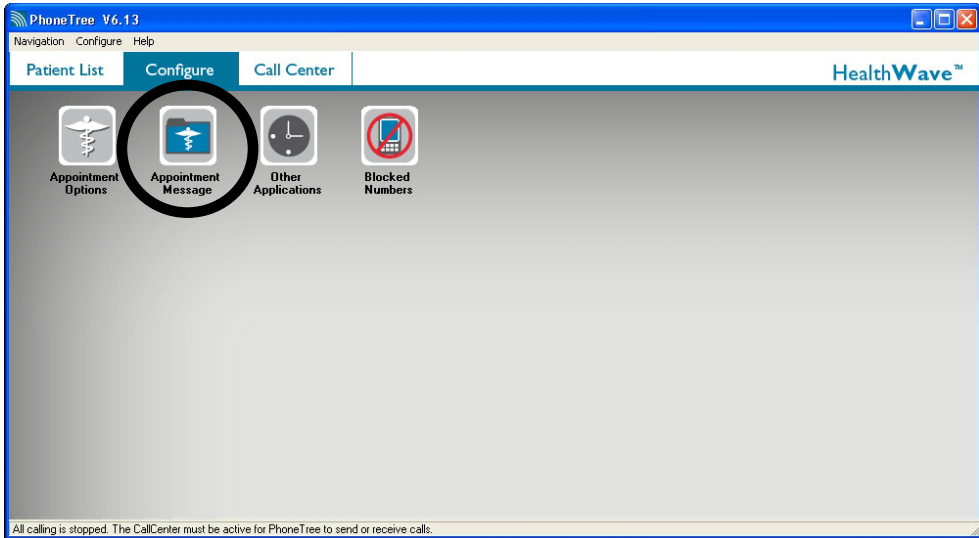 PhoneTree V6.13
Navigation Configure Help
Patient List Configure Call Center HealthWave™
Appointment Options
Appointment Message
Other Applications
Blocked Numbers
All calling is stopped. The CallCenter must be active for PhoneTree to send or receive calls.